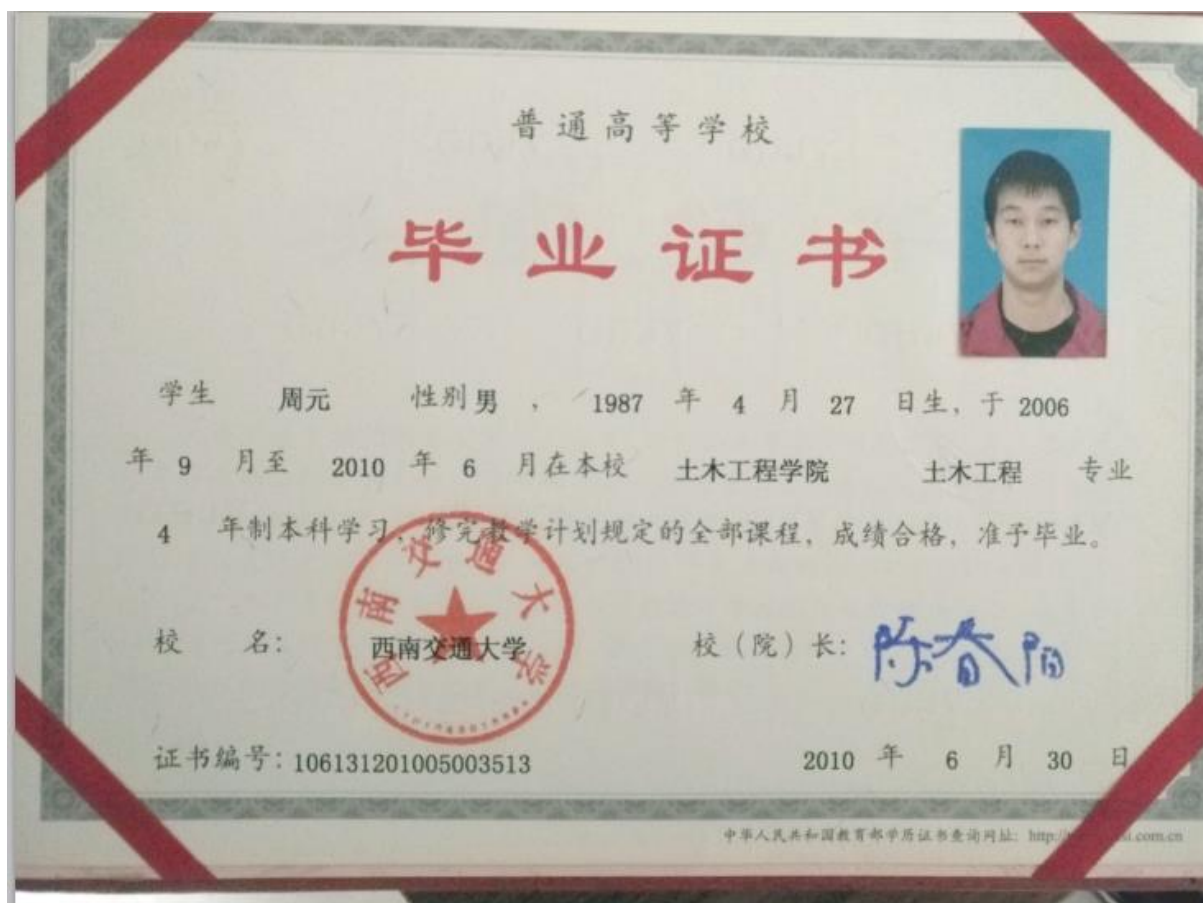 普通高等学校
毕业证书
学生 周元 性别 男 , 1987 年 4 月 27 日生, 于 2006
年 9 月至 2010 年 6 月在本校 土木工程学院 土木工程 专业
4 年制本科学习, 修完教学计划规定的全部课程, 成绩合格, 准予毕业。
西南交通大学
校 名: 西南交通大学 校(院)长:
证书编号: 106131201005003513 2010 年 6 月 30 日
中华人民共和国教育部学历证书查询网址: http://
.com.cn